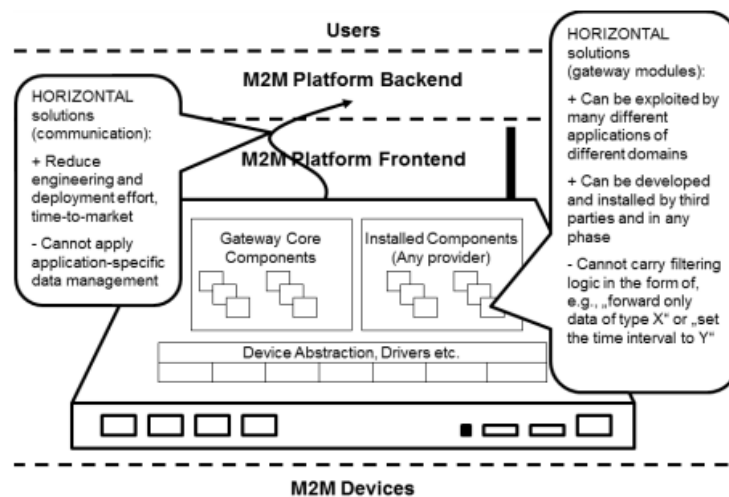 Users
M2M Platform Backend
M2M Platform Frontend
HORIZONTAL
solutions
(communication):
+ Reduce
engineering and
deployment effort,
time-to-market
- Cannot apply
application-specific
data management
HORIZONTAL
solutions
(gateway modules):
+ Can be exploited by
many different
applications of
different domains
+ Can be developed
and installed by third
parties and in any
phase
- Cannot carry filtering
logic in the form of,
e.g., „forward only
data of type X“ or „set
the time interval to Y“
Gateway Core
Components
Installed Components
(Any provider)
Device Abstraction, Drivers etc.
M2M Devices